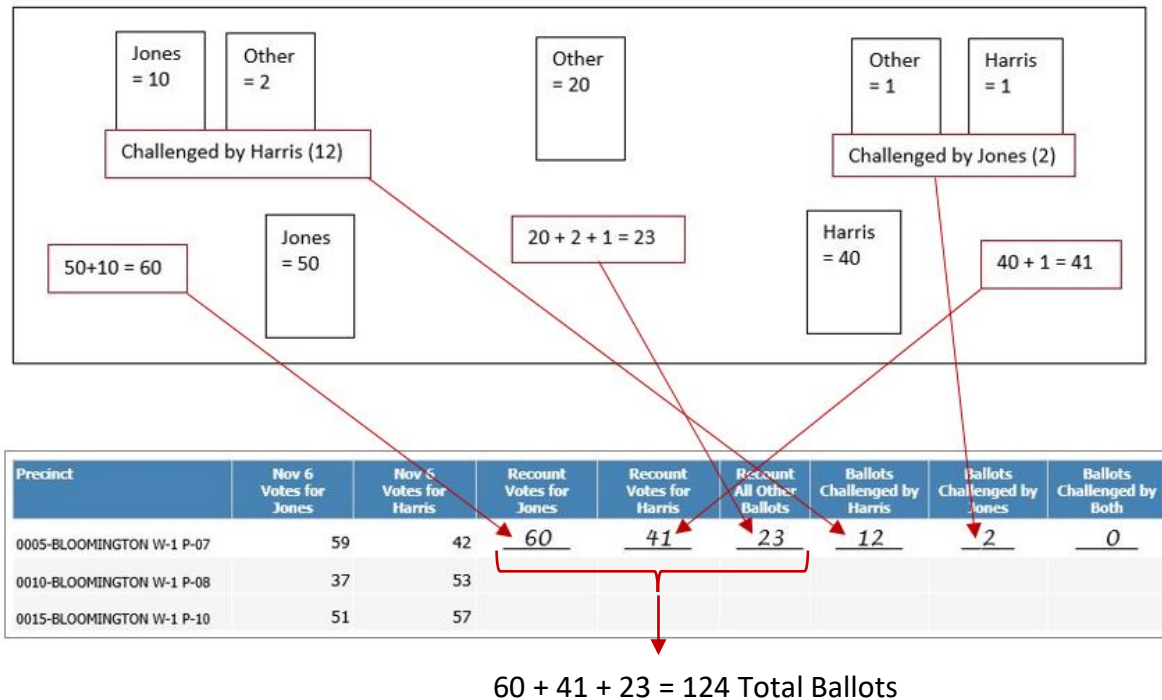 Jones
= 10
Other
= 2
Other
= 20
Other
= 1
Harris
= 1
Challenged by Harris (12)
Challenged by Jones (2)
50+10 = 60
Jones
= 50
20 + 2 + 1 = 23
Harris
= 40
40 + 1 = 41
Precinct
Nov 6
Votes for
Jones
Nov 6
Votes for
Harris
Recount
Votes for
Jones
Recount
Votes for
Harris
Recount
All Other
Ballots
Ballots
Challenged by
Harris
Ballots
Challenged by
Jones
Ballots
Challenged by
Both
0005-BLOOMINGTON W-1 P-07 59 42 60 41 23 12 2 0
0010-BLOOMINGTON W-1 P-08 37 53
0015-BLOOMINGTON W-1 P-10 51 57
60 + 41 + 23 = 124 Total Ballots